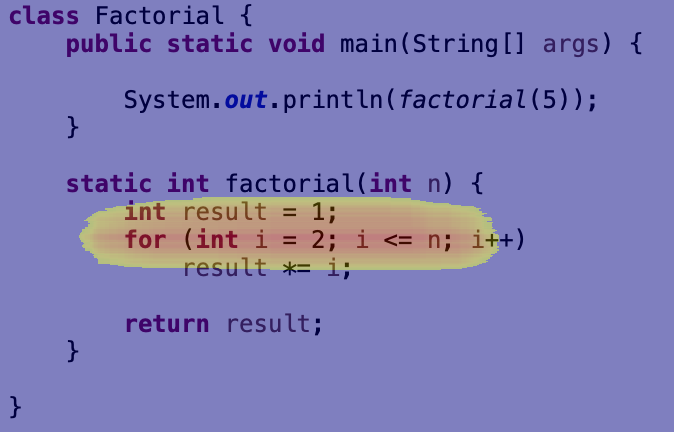 class Factorial {
public static void main(String[] args) {
System.out.println(factorial(5));
}
static int factorial(int n) {
int result = 1;
for (int i = 2; i <= n; i++)
result *= i;
return result;
}
}